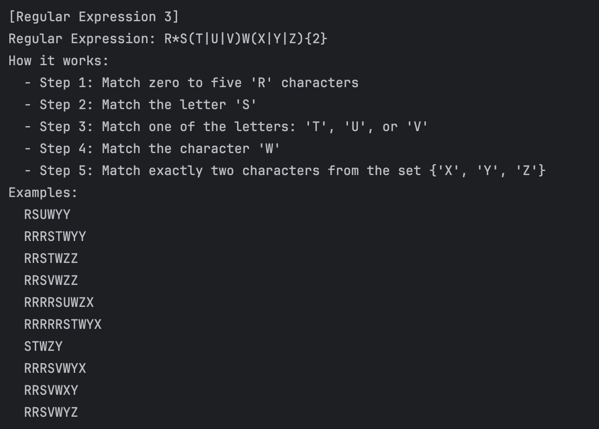 [Regular Expression 3]
Regular Expression: R*S(T|U|V)W(X|Y|Z){2}
How it works:
  - Step 1: Match zero to five 'R' characters
  - Step 2: Match the letter 'S'
  - Step 3: Match one of the letters: 'T', 'U', or 'V'
  - Step 4: Match the character 'W'
  - Step 5: Match exactly two characters from the set {'X', 'Y', 'Z'}
Examples:
  RSUWYY
  RRRSTWYY
  RRSTWZZ
  RRSVWZZ
  RRRRSUWZX
  RRRRRSTWYX
  STWZY
  RRRSVWYX
  RRSVWXY
  RRSVWYZ